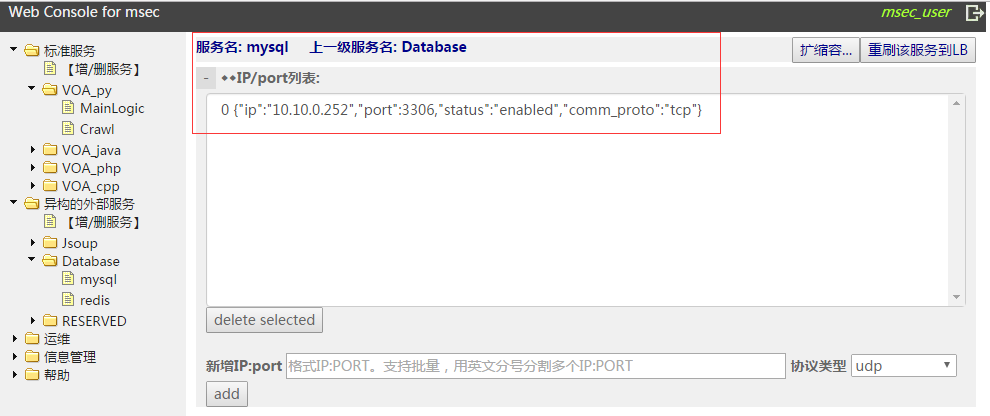 Web Console for msec
msec_user
标准服务
【增/删服务】
VOA_py
MainLogic
Crawl
VOA_java
VOA_php
VOA_cpp
异构的外部服务
【增/删服务】
Jsoup
Database
mysql
redis
RESERVED
运维
信息管理
帮助
服务名: mysql 上一级服务名: Database
扩缩容... 重刷该服务到LB
- ◆◆IP/port列表:
0 {"ip":"10.10.0.252","port":3306,"status":"enabled","comm_proto":"tcp"}
delete selected
新增IP:port 格式IP:PORT。支持批量，用英文分号分割多个IP:PORT 协议类型 udp
add